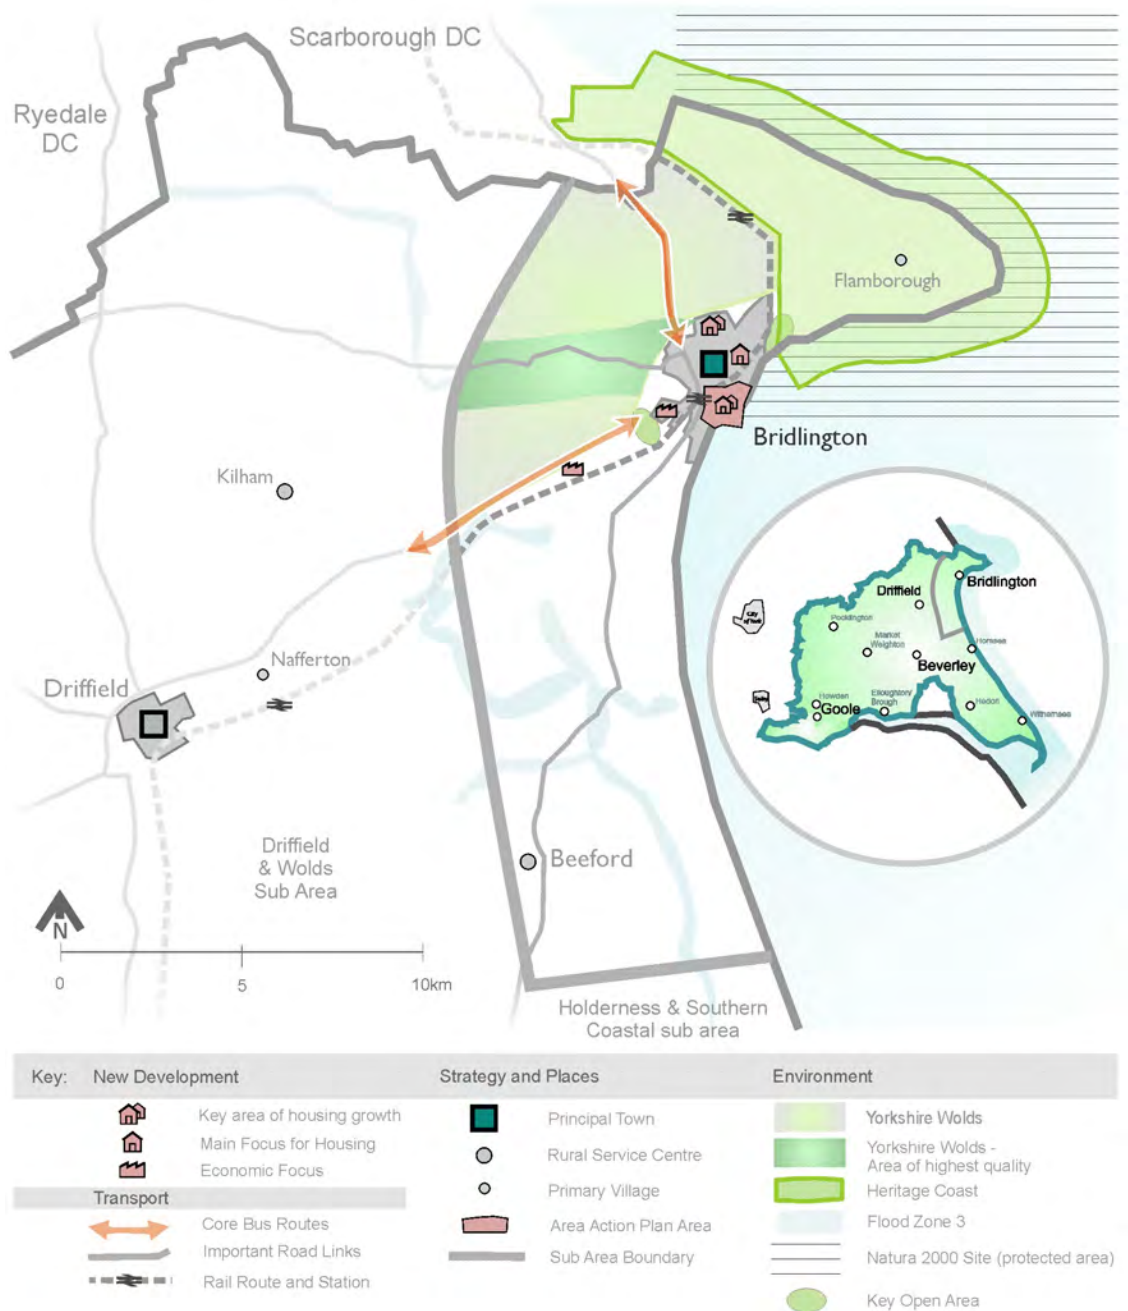 Scarborough DC
Ryedale
DC
Flamborough
Bridlington
Kilham
Nafferton
Driffield
Beeford
Driffield
& Wolds
Sub Area
N
0
5
10km
Holderness & Southern
Coastal sub area
City
of York
Bridlington
Driffield
Pocklington
Market
Weighton
Hornsea
Beverley
Howden
Goole
Elloughton/
Brough
Hedon
Withernsea
Key:
New Development
Strategy and Places
Environment
Key area of housing growth
Main Focus for Housing
Economic Focus
Transport
Core Bus Routes
Important Road Links
Rail Route and Station
Principal Town
Rural Service Centre
Primary Village
Area Action Plan Area
Sub Area Boundary
Yorkshire Wolds
Yorkshire Wolds -
Area of highest quality
Heritage Coast
Flood Zone 3
Natura 2000 Site (protected area)
Key Open Area